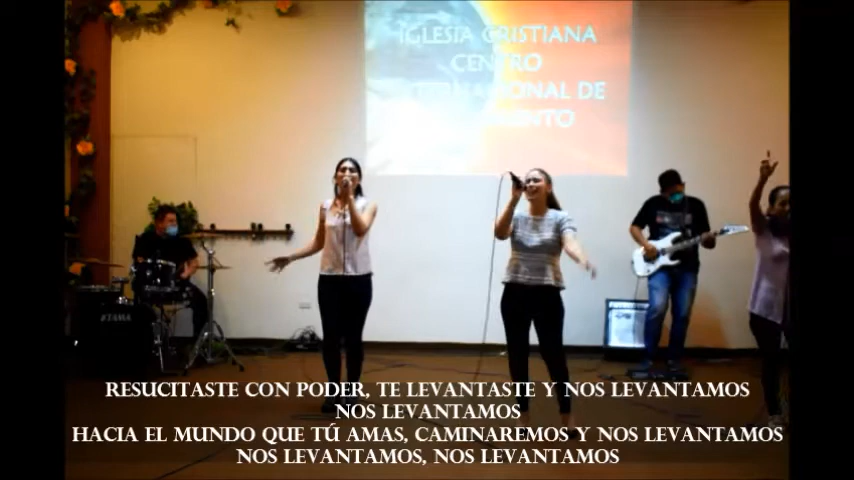 IGLESIA CRISTIANA
CENTRO
DE
TAMA
RESUCITASTE CON PODER, TE LEVANTASTE Y NOS LEVANTAMOS
NOS LEVANTAMOS
HACIA EL MUNDO QUE TÚ AMAS, CAMINAREMOS Y NOS LEVANTAMOS
NOS LEVANTAMOS, NOS LEVANTAMOS